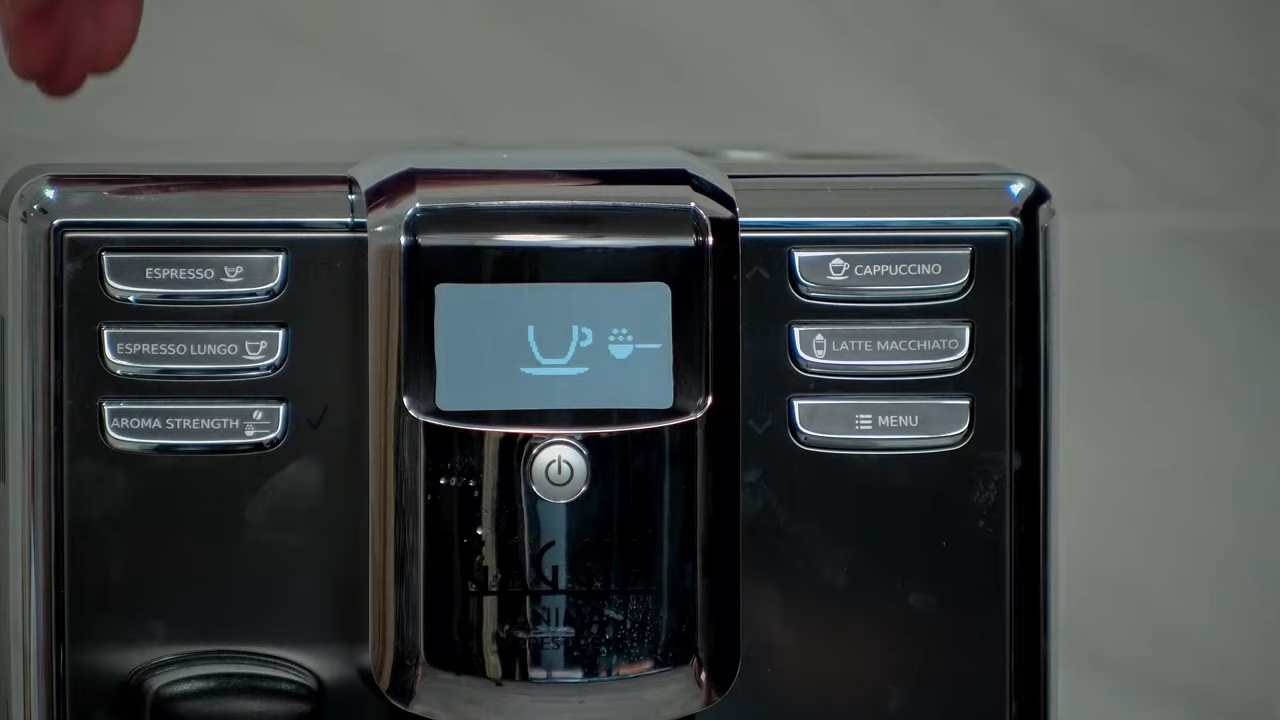 ESPRESSO
ESPRESSO LUNGO
AROMA STRENGTH
CAPPUCCINO
LATTE MACCHIATO
MENU